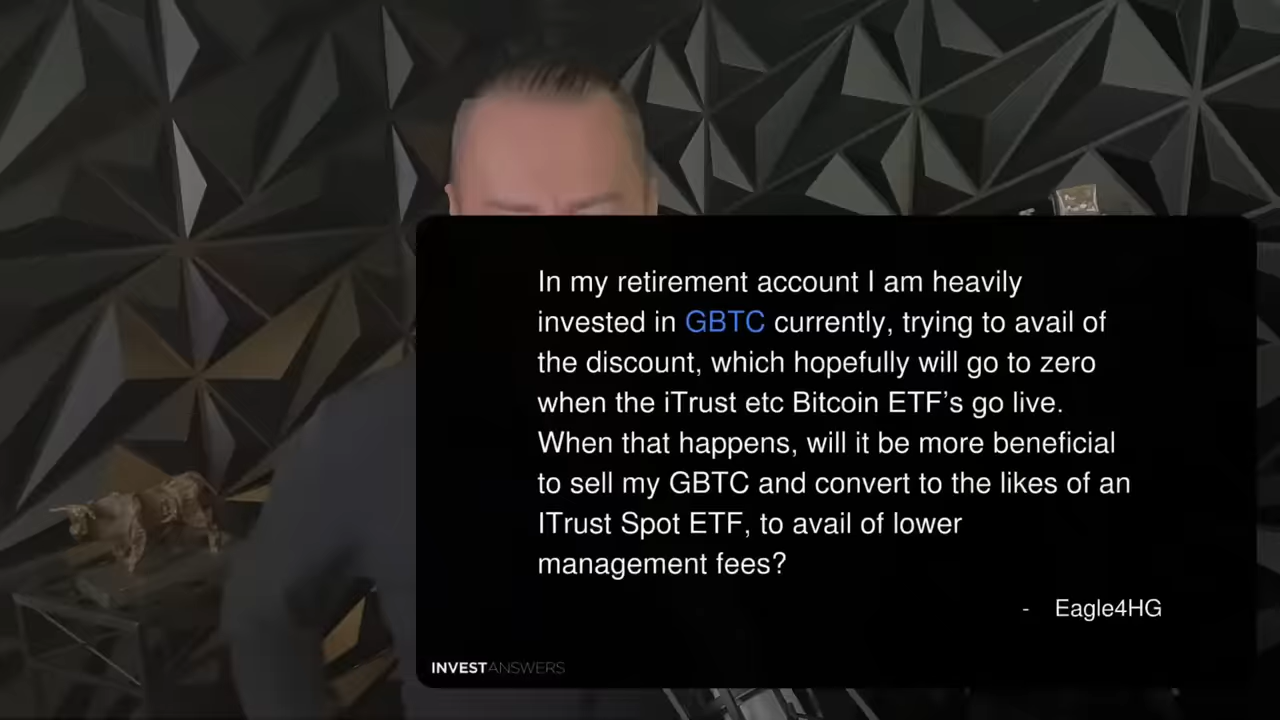 In my retirement account I am heavily
invested in GBTC currently, trying to avail of
the discount, which hopefully will go to zero
when the iTrust etc Bitcoin ETF’s go live.
When that happens, will it be more beneficial
to sell my GBTC and convert to the likes of an
ITrust Spot ETF, to avail of lower
management fees?
- Eagle4HG
INVESTANSWERS